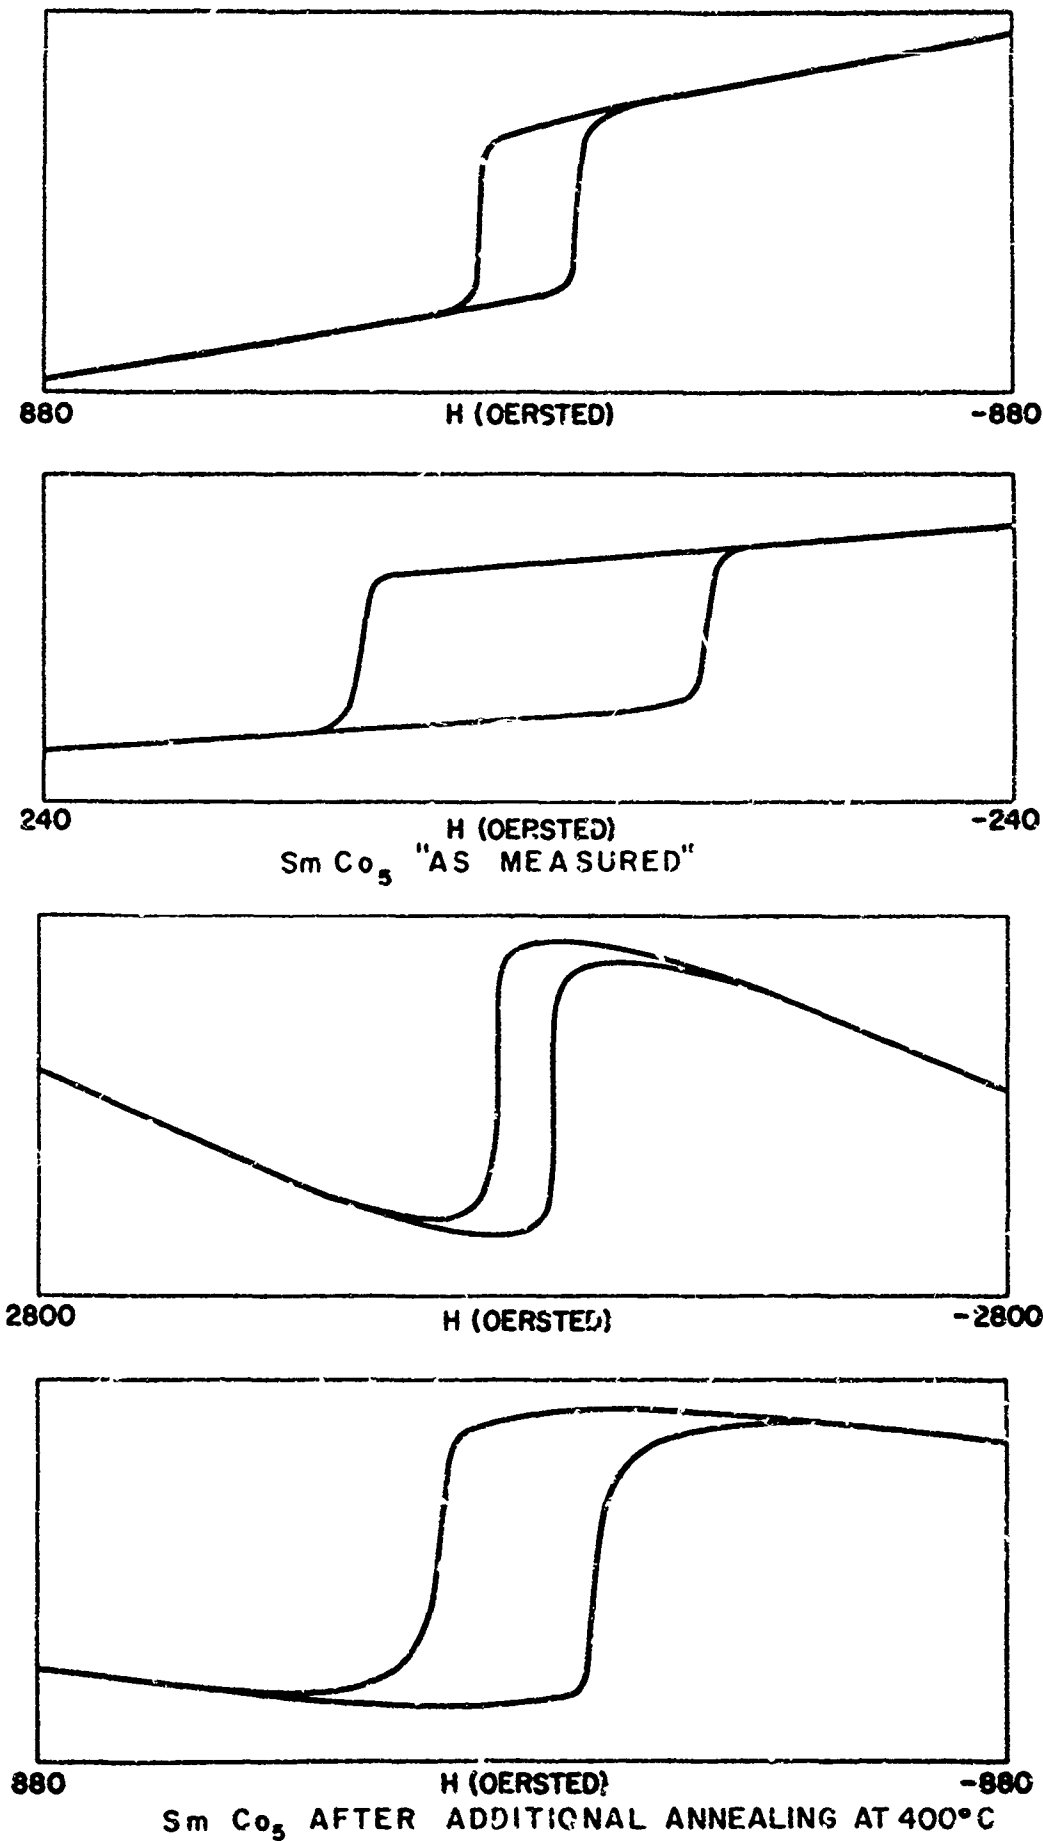 880 H (OERSTED) -880
240 H (OERSTED) -240
Sm Co5 "AS MEASURED"
2800 H (OERSTED) -2800
880 H (OERSTED) -880
Sm Co5 AFTER ADDITIONAL ANNEALING AT 400°C